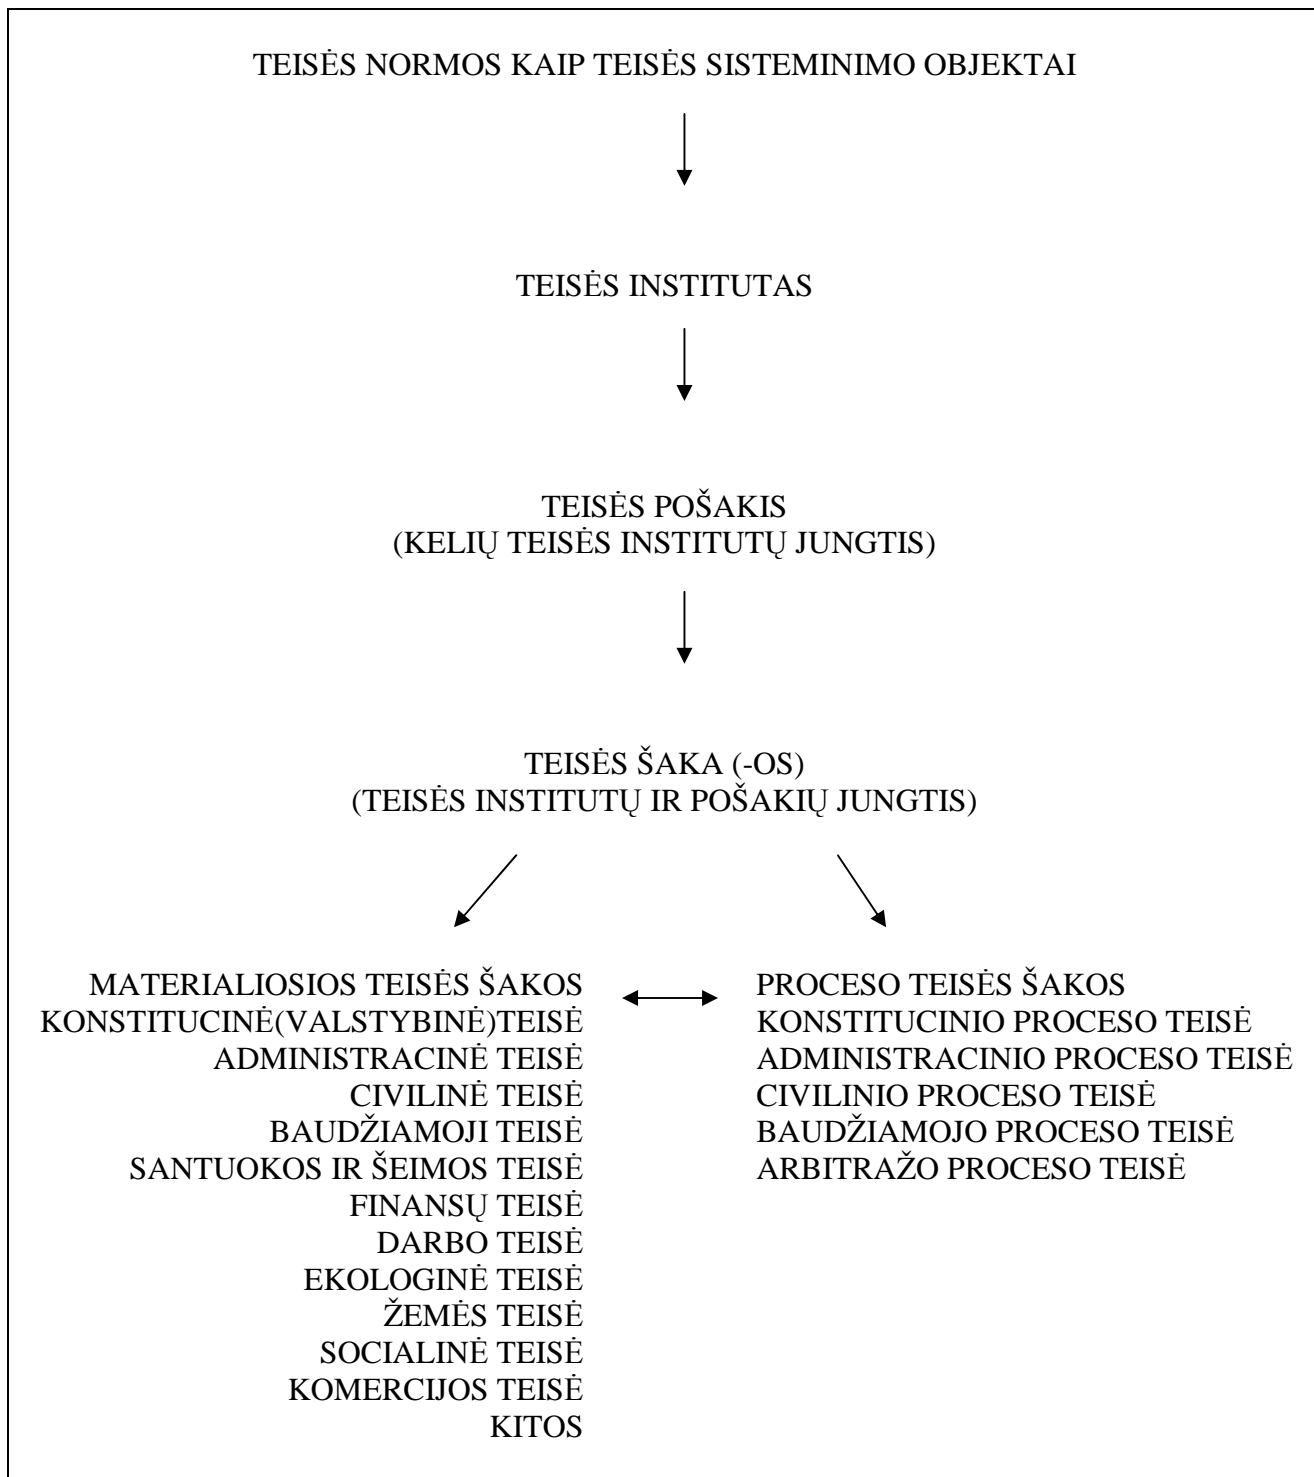 TEISĖS NORMOS KAIP TEISĖS SISTEMINIMO OBJEKTAI
TEISĖS INSTITUTAS
TEISĖS POŠAKIS
(KELIŲ TEISĖS INSTITUTŲ JUNGTIS)
TEISĖS ŠAKA (-OS)
(TEISĖS INSTITUTŲ IR POŠAKIŲ JUNGTIS)
MATERIALIOSIOS TEISĖS ŠAKOS
KONSTITUCINĖ(VALSTYBINĖ)TEISĖ
ADMINISTRACINĖ TEISĖ
CIVILINĖ TEISĖ
BAUDŽIAMOJI TEISĖ
SANTUOKOS IR ŠEIMOS TEISĖ
FINANSŲ TEISĖ
DARBO TEISĖ
EKOLOGINĖ TEISĖ
ŽEMĖS TEISĖ
SOCIALINĖ TEISĖ
KOMERCIJOS TEISĖ
KITOS
PROCESO TEISĖS ŠAKOS
KONSTITUCINIO PROCESO TEISĖ
ADMINISTRACINIO PROCESO TEISĖ
CIVILINIO PROCESO TEISĖ
BAUDŽIAMOJO PROCESO TEISĖ
ARBITRAŽO PROCESO TEISĖ